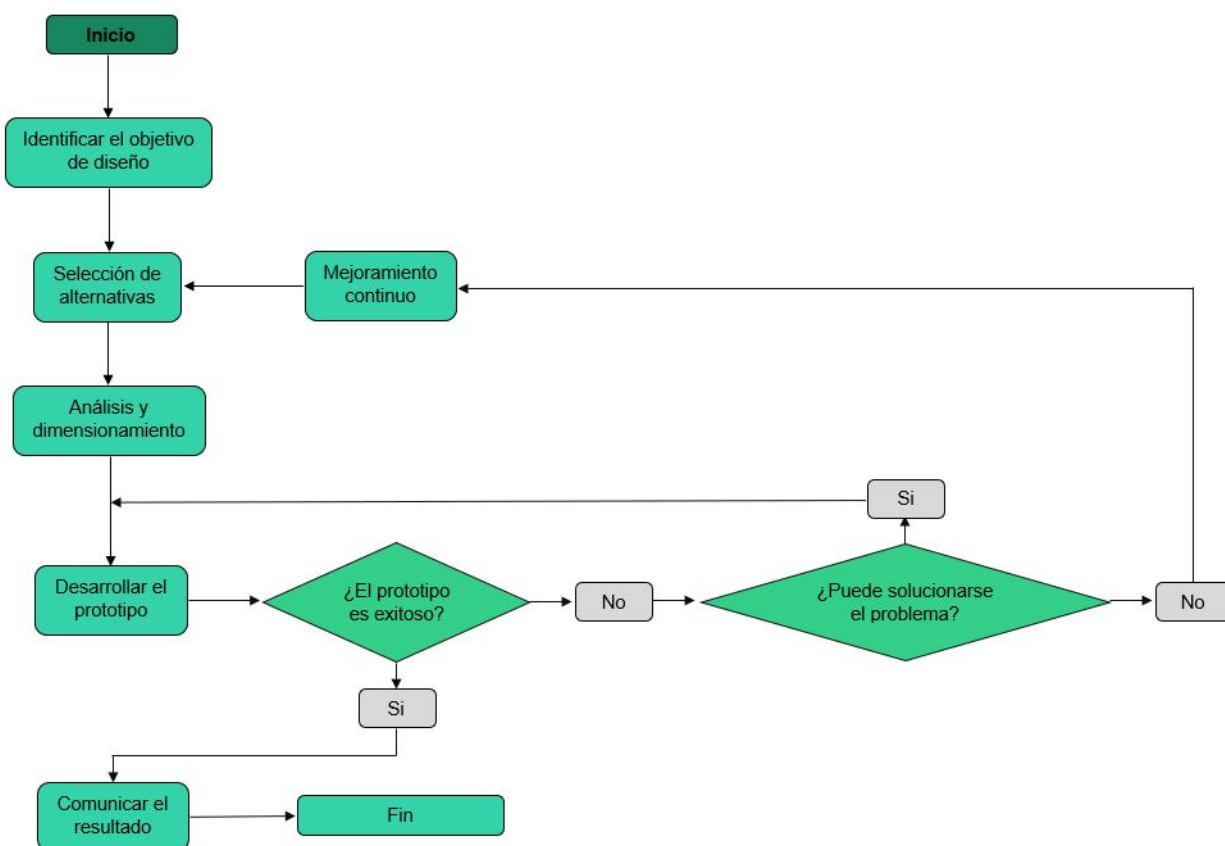 Inicio
Identificar el objetivo
de diseño
Selección de
alternativas
Mejoramiento
continuo
Análisis y
dimensionamiento
Si
Desarrollar el
prototipo
¿El prototipo
es exitoso?
No
¿Puede solucionarse
el problema?
No
Si
Comunicar el
resultado
Fin